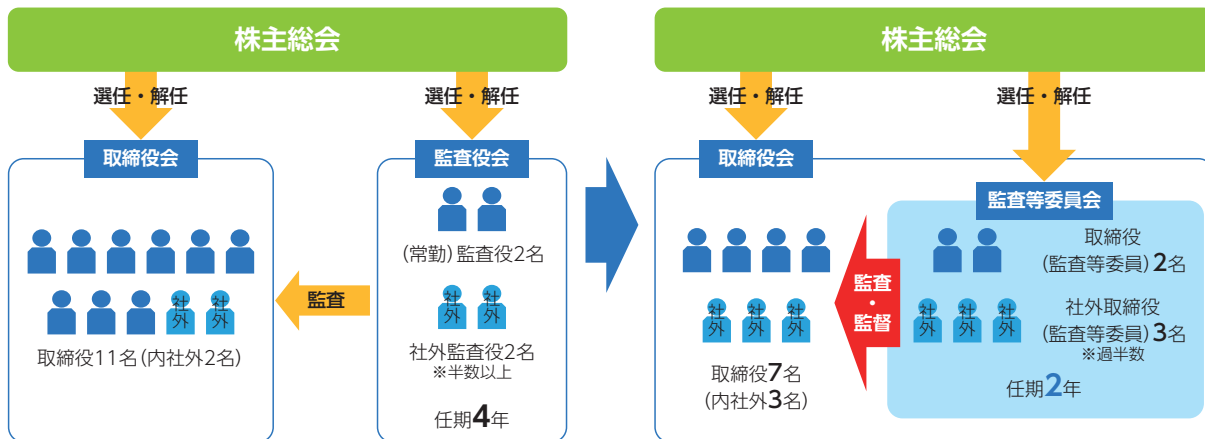 株主総会
選任・解任
選任・解任
取締役会
社外
社外
取締役11名(内社外2名)
監査
監査役会
(常勤)監査役2名
社外
社外
社外監査役2名
※半数以上
任期4年
株主総会
選任・解任
選任・解任
取締役会
社外
社外
社外
取締役7名
(内社外3名)
監査・監督
監査等委員会
取締役
(監査等委員)2名
社外
社外
社外
社外取締役
(監査等委員)3名
※過半数
任期2年